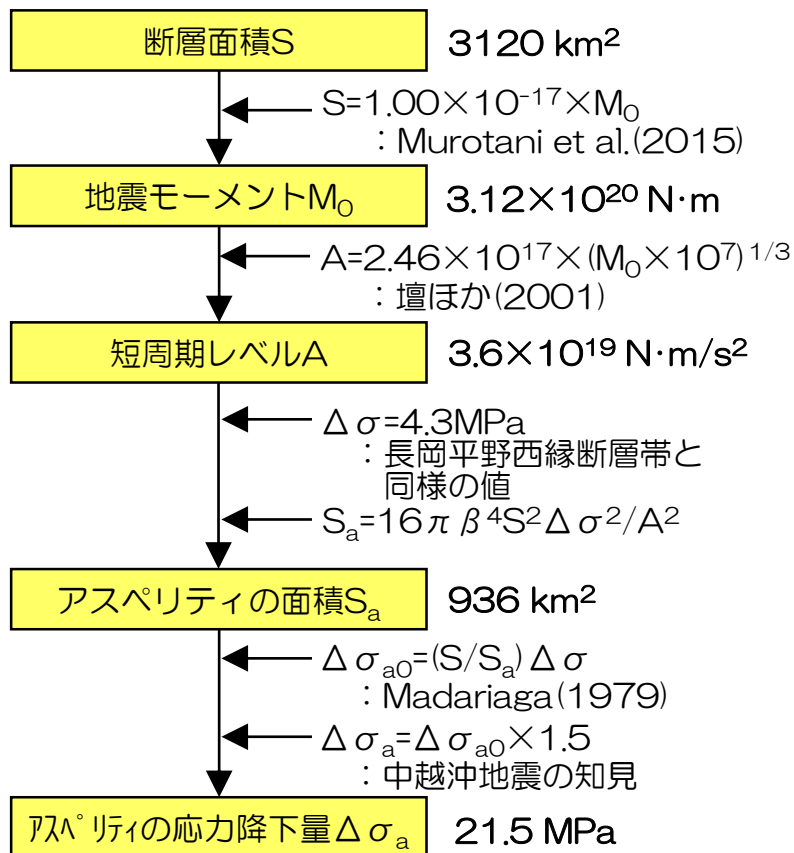 断層面積S 3120 km²
S=1.00×10⁻¹⁷×M₀
：Murotani et al.(2015)
地震モーメントM₀ 3.12×10²⁰ N·m
A=2.46×10¹⁷×(M₀×10⁷)¹/³
：壇ほか(2001)
短周期レベルA 3.6×10¹⁹ N·m/s²
Δσ=4.3MPa
：長岡平野西縁断層帯と
同様の値
Sₐ=16πβ⁴S²Δσ²/A²
アスペリティの面積Sₐ 936 km²
Δσₐ₀=(S/Sₐ)Δσ
：Madariaga(1979)
Δσₐ=Δσₐ₀×1.5
：中越沖地震の知見
ｱｽﾍﾟﾘﾃｨの応力降下量Δσₐ 21.5 MPa